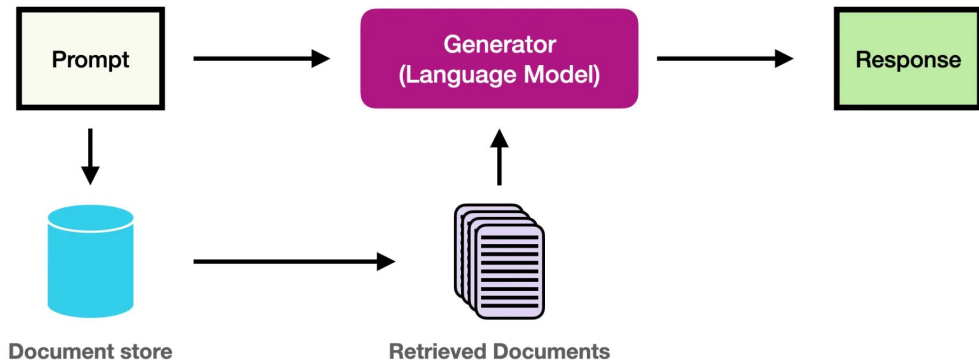 Prompt
Generator
(Language Model)
Response
Document store
Retrieved Documents